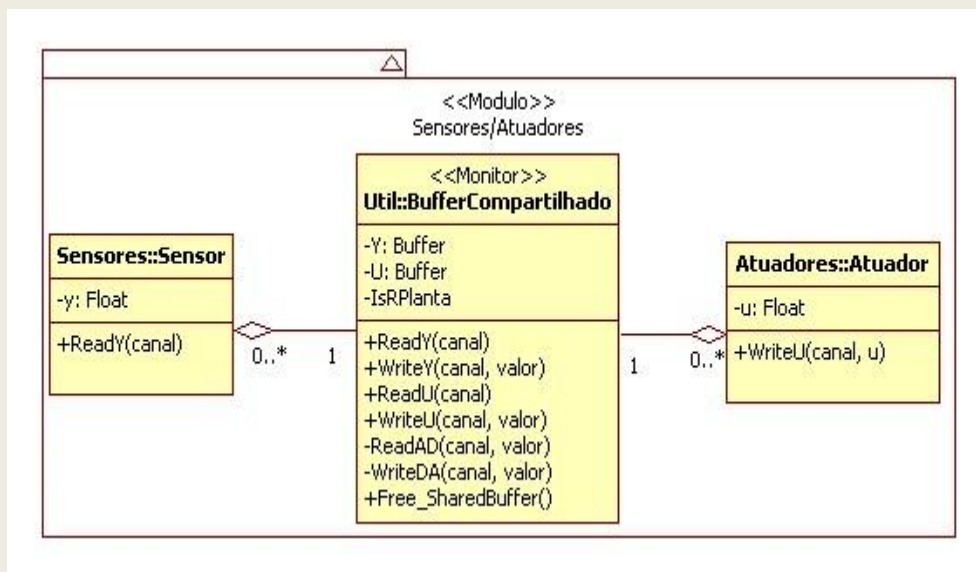 <<Modulo>>
Sensores/Atuadores
<<Monitor>>
Util::BufferCompartilhado
-Y: Buffer
-U: Buffer
-IsRPlanta
+ReadY(canal)
+WriteY(canal, valor)
+ReadU(canal)
+WriteU(canal, valor)
-ReadAD(canal, valor)
-WriteDA(canal, valor)
+Free_SharedBuffer()
Sensores::Sensor
-y: Float
+ReadY(canal)
0..*
1
1
0..*
Atuadores::Atuador
-u: Float
+WriteU(canal, u)